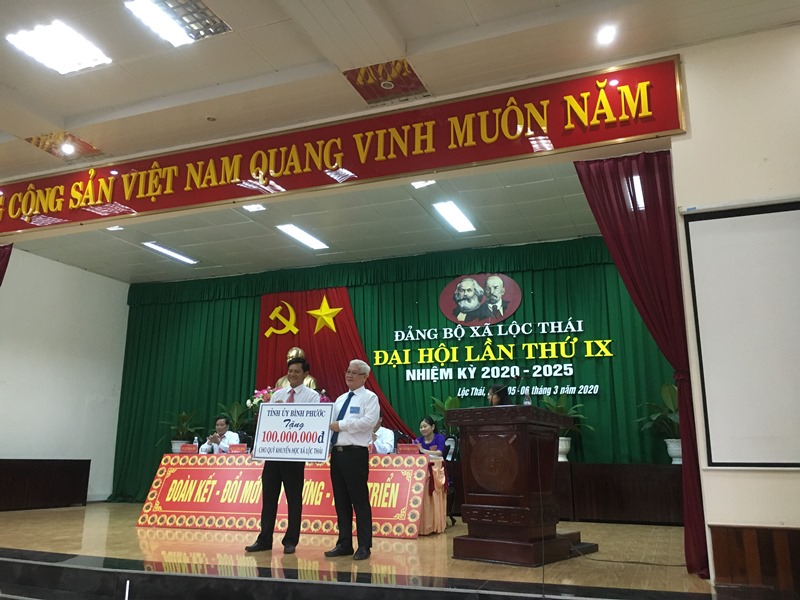 CỘNG SẢN VIỆT NAM QUANG VINH MUÔN NĂM
ĐẢNG BỘ XÃ LỘC THÁI
ĐẠI HỘI LẦN THỨ IX
NHIỆM KỲ 2020 - 2025
Lộc Thái, 05 - 06 tháng 3 năm 2020
TỈNH ỦY BÌNH PHƯỚC
Tặng
100.000.000đ
CHO QUỸ KHUYẾN HỌC XÃ LỘC THÁI
ĐOÀN KẾT - ĐỔI MỚI - TRIỂN